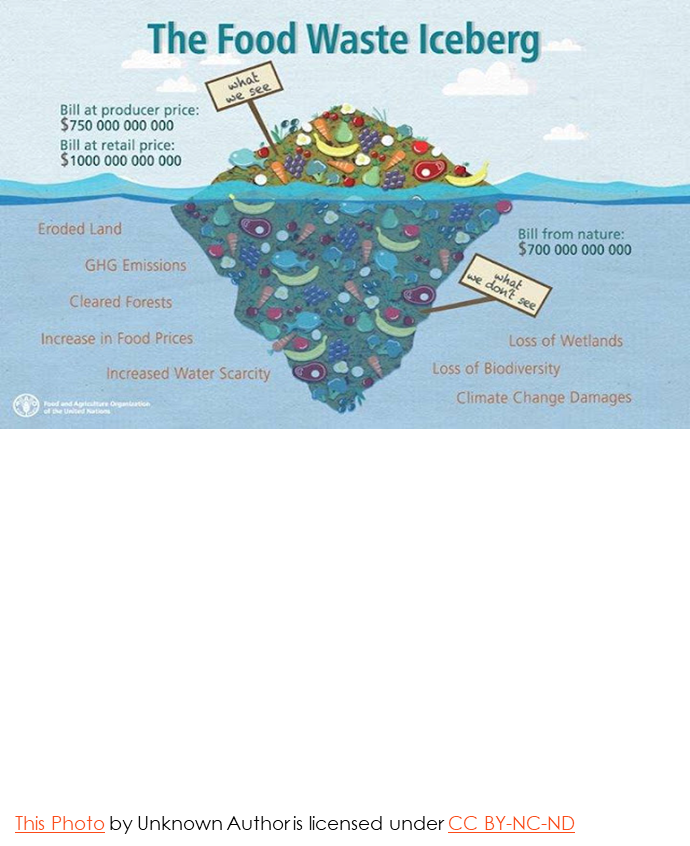 The Food Waste Iceberg
what
we see
Bill at producer price:
$750 000 000 000
Bill at retail price:
$1000 000 000 000
Eroded Land
GHG Emissions
Cleared Forests
Increase in Food Prices
Increased Water Scarcity
Bill from nature:
$700 000 000 000
what
we don't see
Loss of Wetlands
Loss of Biodiversity
Climate Change Damages
Food and Agriculture Organization
of the United Nations
This Photo by Unknown Author is licensed under CC BY-NC-ND